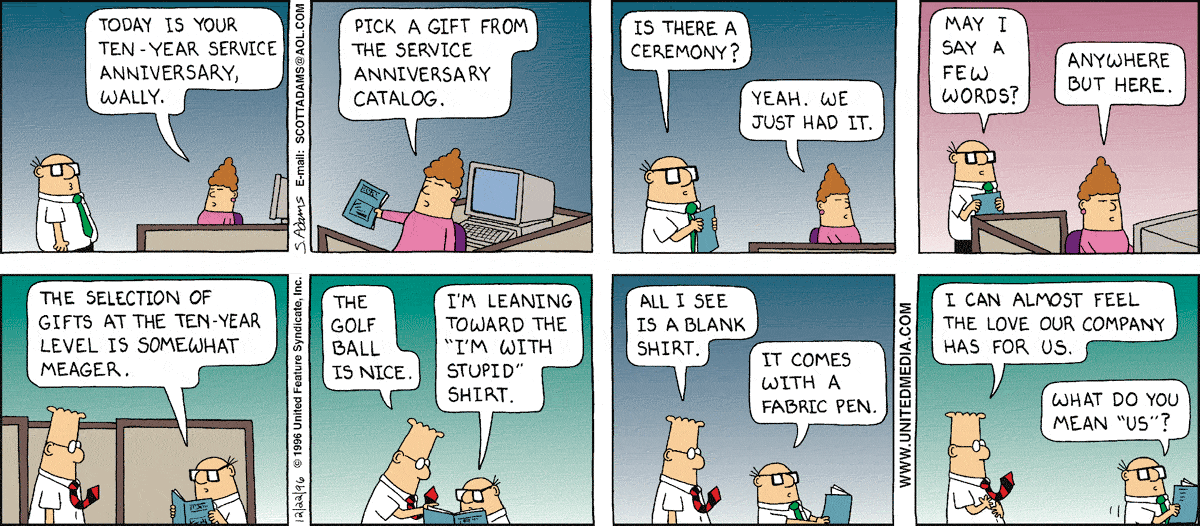 TODAY IS YOUR
TEN-YEAR SERVICE
ANNIVERSARY,
WALLY.
S. Adams E-mail: SCOTTADAMS@AOL.COM
PICK A GIFT FROM
THE SERVICE
ANNIVERSARY
CATALOG.
IS THERE A
CEREMONY?
YEAH. WE
JUST HAD IT.
MAY I
SAY A
FEW
WORDS?
ANYWHERE
BUT HERE.
THE SELECTION OF
GIFTS AT THE TEN-YEAR
LEVEL IS SOMEWHAT
MEAGER.
12/22/96 © 1996 United Feature Syndicate, Inc.
THE
GOLF
BALL
IS NICE.
I'M LEANING
TOWARD THE
"I'M WITH
STUPID"
SHIRT.
ALL I SEE
IS A BLANK
SHIRT.
IT COMES
WITH A
FABRIC PEN.
WWW.UNITEDMEDIA.COM
I CAN ALMOST FEEL
THE LOVE OUR COMPANY
HAS FOR US.
WHAT DO YOU
MEAN "US"?